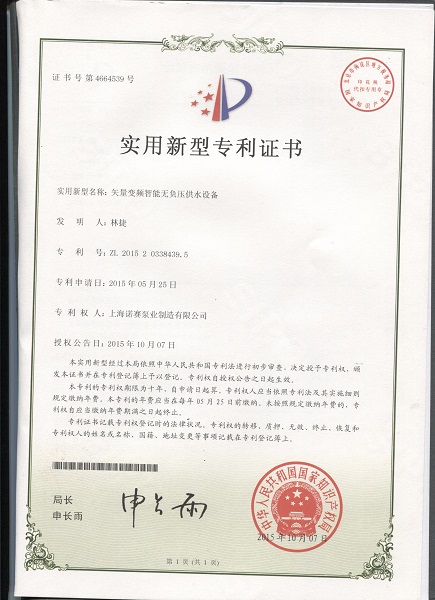 证书号第4664539号
实用新型专利证书
实用新型名称：矢量变频智能无负压供水设备
发 明 人：林捷
专 利 号：ZL 2015 2 0338439.5
专利申请日：2015年05月25日
专 利 权 人：上海诺赛泵业制造有限公司
授权公告日：2015年10月07日
本实用新型经过本局依照中华人民共和国专利法进行初步审查，决定授予专利权，颁
发本证书并在专利登记簿上予以登记。专利权自授权公告之日起生效。
本专利的专利权期限为十年，自申请日起算。专利权人应当依照专利法及其实施细则
规定缴纳年费。本专利的年费应当在每年05月25日前缴纳。未按照规定缴纳年费的，专
利权自应当缴纳年费期满之日起终止。
专利证书记载专利权登记时的法律状况。专利权的转移、质押、无效、终止、恢复和
专利权人的姓名或名称、国籍、地址变更等事项记载在专利登记簿上。
局长
申长雨
申长雨
中华人民共和国国家知识产权局
2015年10月07日
第1页(共1页)